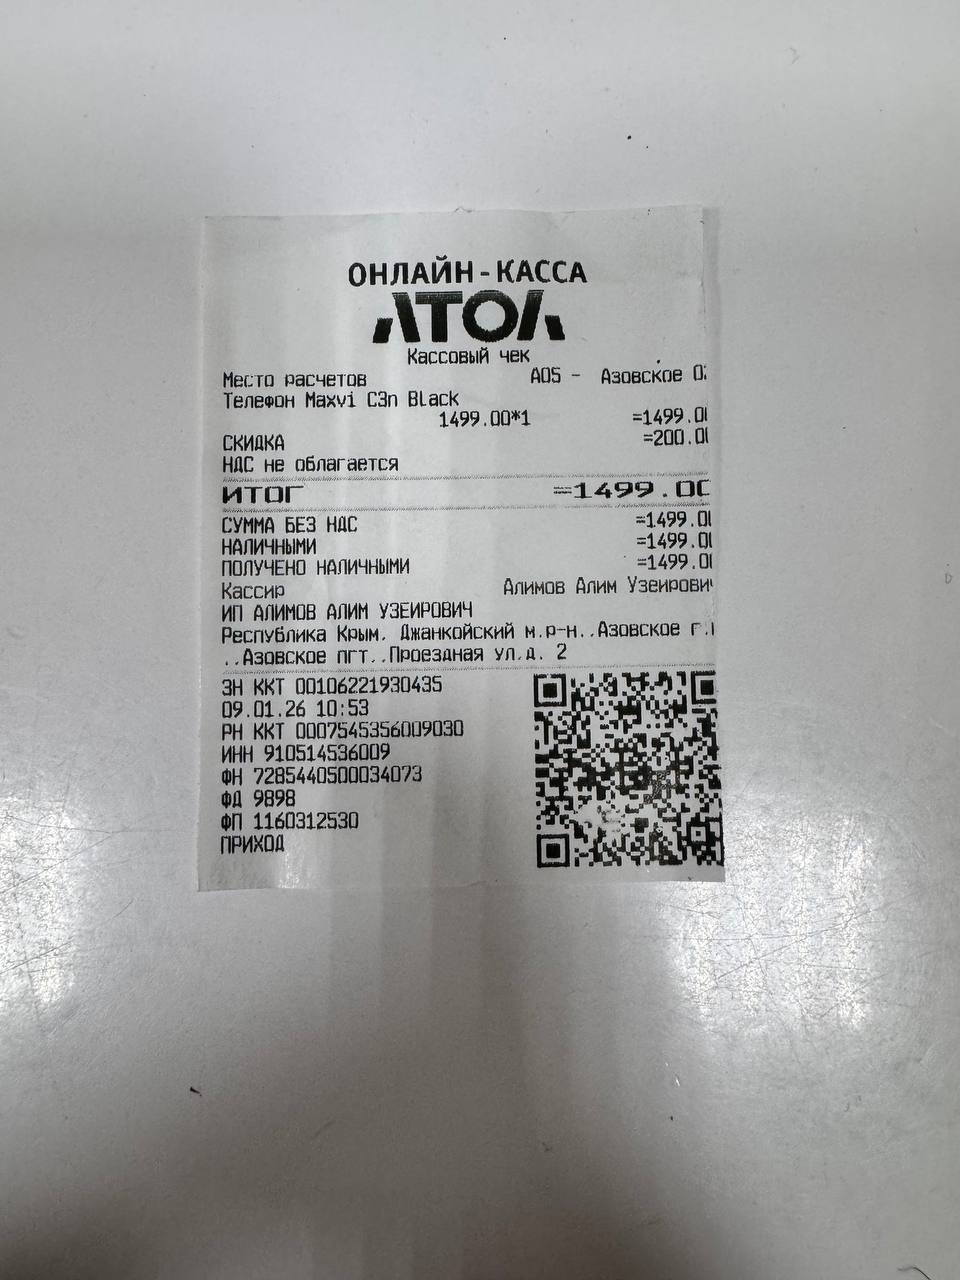 ОНЛАЙН-КАССА
АТОЛ
Кассовый чек
Место расчетов А05 - Азовское
Телефон Maxvi C3n Black
1499.00*1 =1499.0
СКИДКА =200.0
НДС не облагается
ИТОГ =1499.0
СУММА БЕЗ НДС =1499.0
НАЛИЧНЫМИ =1499.0
ПОЛУЧЕНО НАЛИЧНЫМИ =1499.0
Кассир Алимов Алим Узеирович
ИП АЛИМОВ АЛИМ УЗЕИРОВИЧ
Республика Крым, Джанкойский м.р-н,,Азовское г.
,,Азовское пгт,,Проездная ул,д. 2
ЗН ККТ 00106221930435
09.01.26 10:53
РН ККТ 0007545356009030
ИНН 910514536009
ФН 7285440500034073
ФД 9898
ФП 1160312530
ПРИХОД